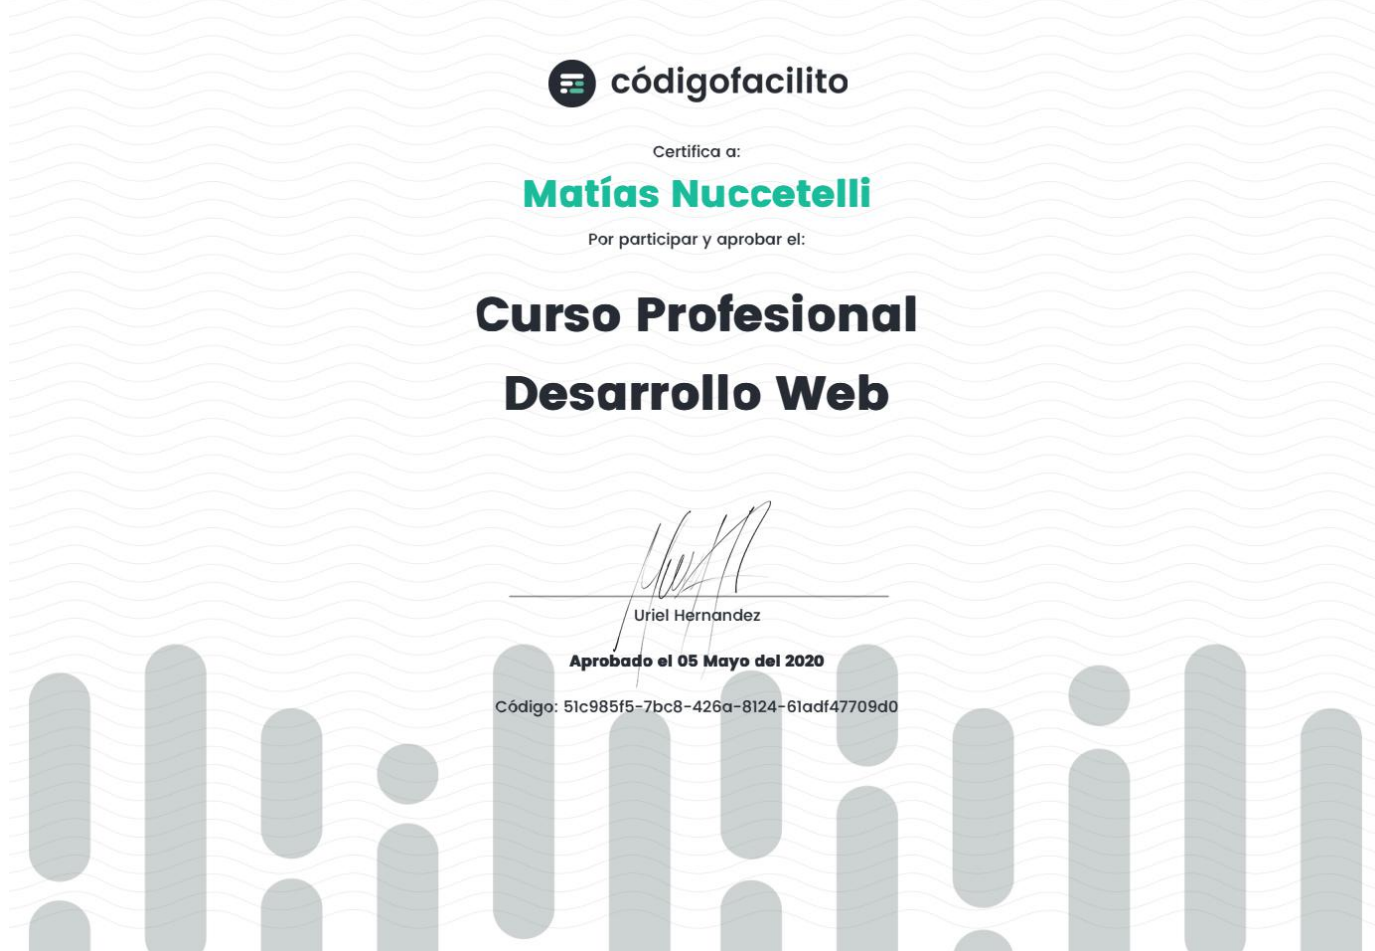 códigofacilito
Certifica a:
Matías Nuccetelli
Por participar y aprobar el:
Curso Profesional
Desarrollo Web
Uriel Hernandez
Aprobado el 05 Mayo del 2020
Código: 51c985f5-7bc8-426a-8124-61adf47709d0